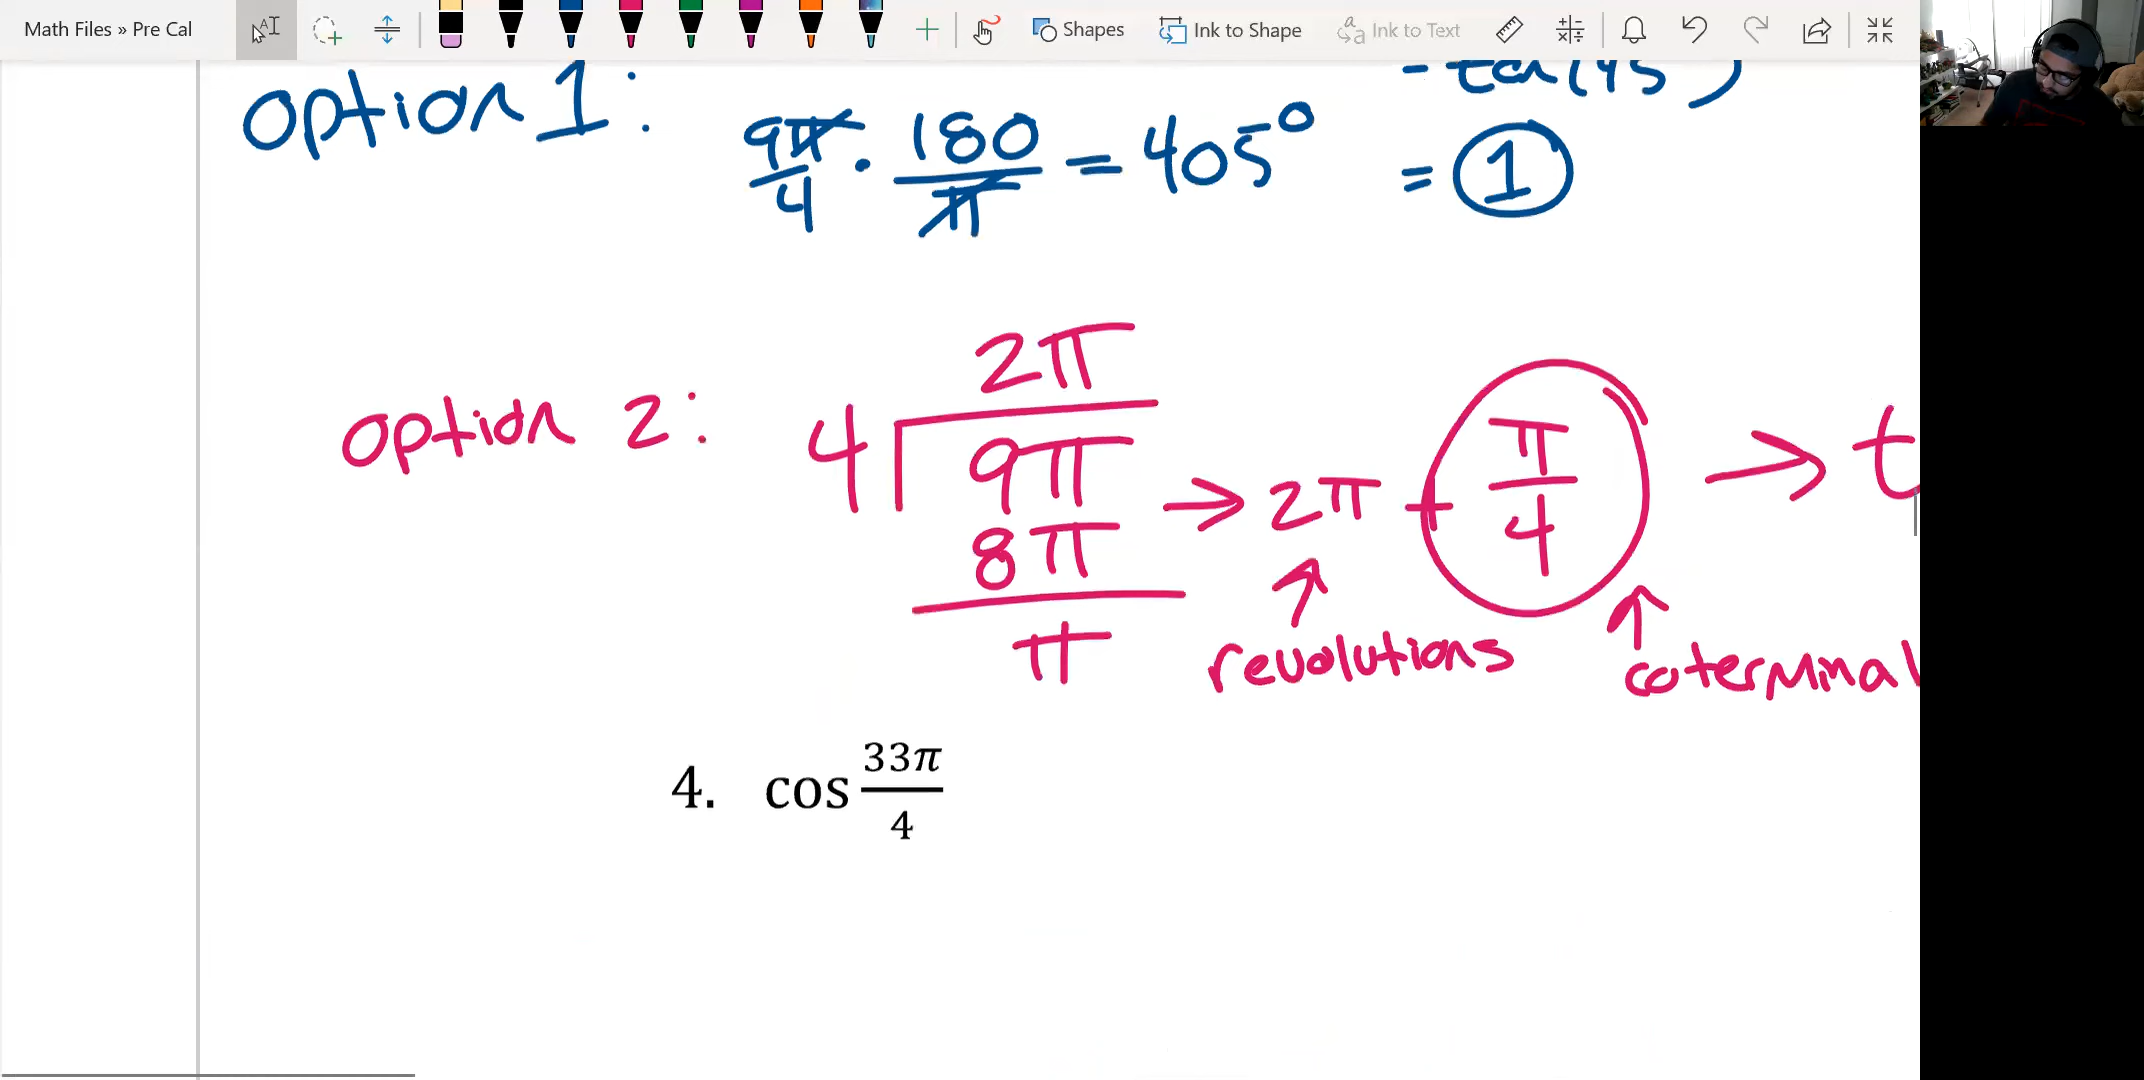 Math Files » Pre Cal
Shapes
Ink to Shape
Ink to Text
option 1:
9π/4 · 180/π = 405°
= tan(45°)
= 1
option 2:
2π
4 9π → 2π + π/4 → t
8π
π
revolutions
coterminal
4. cos 33π/4